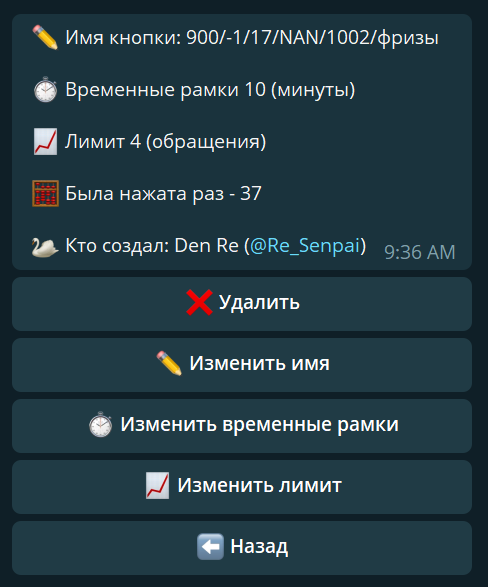 Имя кнопки: 900/-1/17/NAN/1002/фризы
Временные рамки 10 (минуты)
Лимит 4 (обращения)
Была нажата раз - 37
Кто создал: Den Re (@Re_Senpai)
9:36 AM
Удалить
Изменить имя
Изменить временные рамки
Изменить лимит
Назад